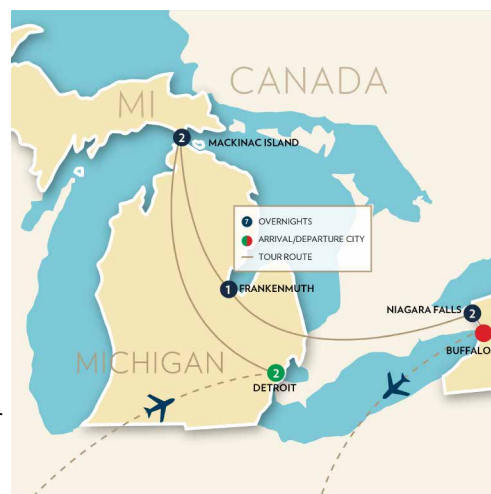 CANADA
MI
2
MACKINAC ISLAND
7 OVERNIGHTS
ARRIVAL/DEPARTURE CITY
TOUR ROUTE
1 FRANKENMUTH
NIAGARA FALLS 2
BUFFALO
MICHIGAN
2
DETROIT